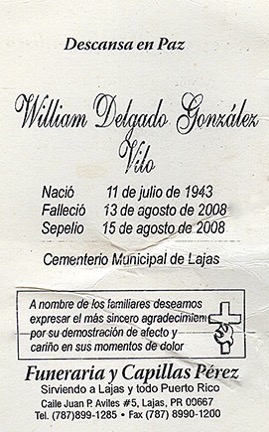 Descansa en Paz
William Delgado González
Vilo
Nació 11 de julio de 1943
Falleció 13 de agosto de 2008
Sepelio 15 de agosto de 2008
Cementerio Municipal de Lajas
A nombre de los familiares deseamos
expresar el más sincero agradecimient
por su demostración de afecto y
cariño en sus momentos de dolor
Funeraria y Capillas Pérez
Sirviendo a Lajas y todo Puerto Rico
Calle Juan P. Aviles #5, Lajas, PR 00667
Tel. (787)899-1285 • Fax (787) 8990-1200